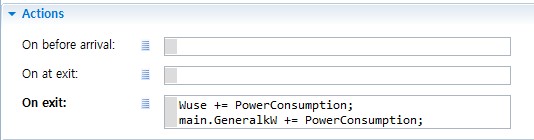 Actions
On before arrival:
On at exit:
On exit:
Wuse += PowerConsumption;
main.GeneralkW += PowerConsumption;